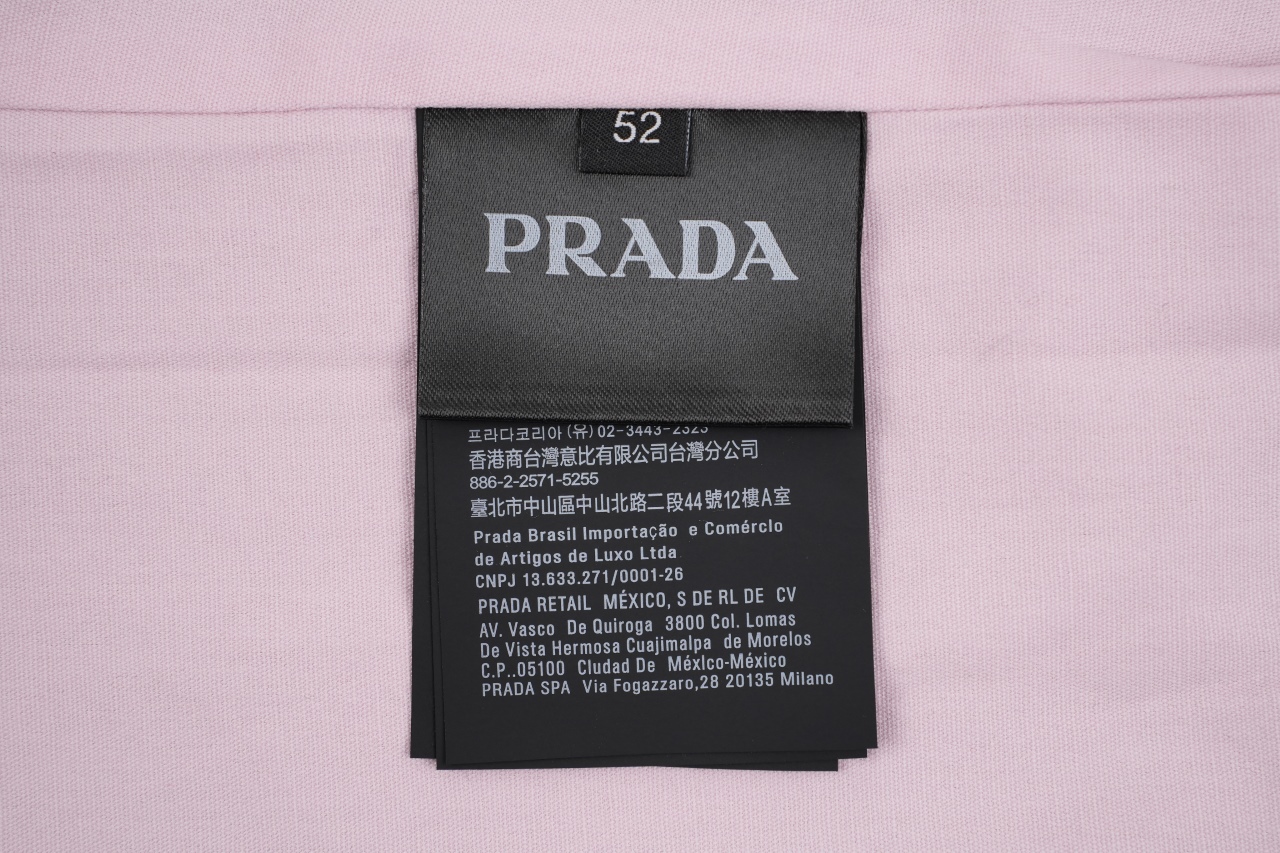 52
PRADA
프라다코리아 (유) 02-3443-2323
香港商台灣意比有限公司台灣分公司
886-2-2571-5255
臺北市中山區中山北路二段44號12樓A室
Prada Brasil Importação e Comérclo
de Artigos de Luxo Ltda
CNPJ 13.633.271/0001-26
PRADA RETAIL MÉXICO, S DE RL DE CV
AV. Vasco De Quiroga 3800 Col. Lomas
De Vista Hermosa Cuajimalpa de Morelos
C.P..05100 Cludad De MéxIco-México
PRADA SPA Via Fogazzaro,28 20135 Milano